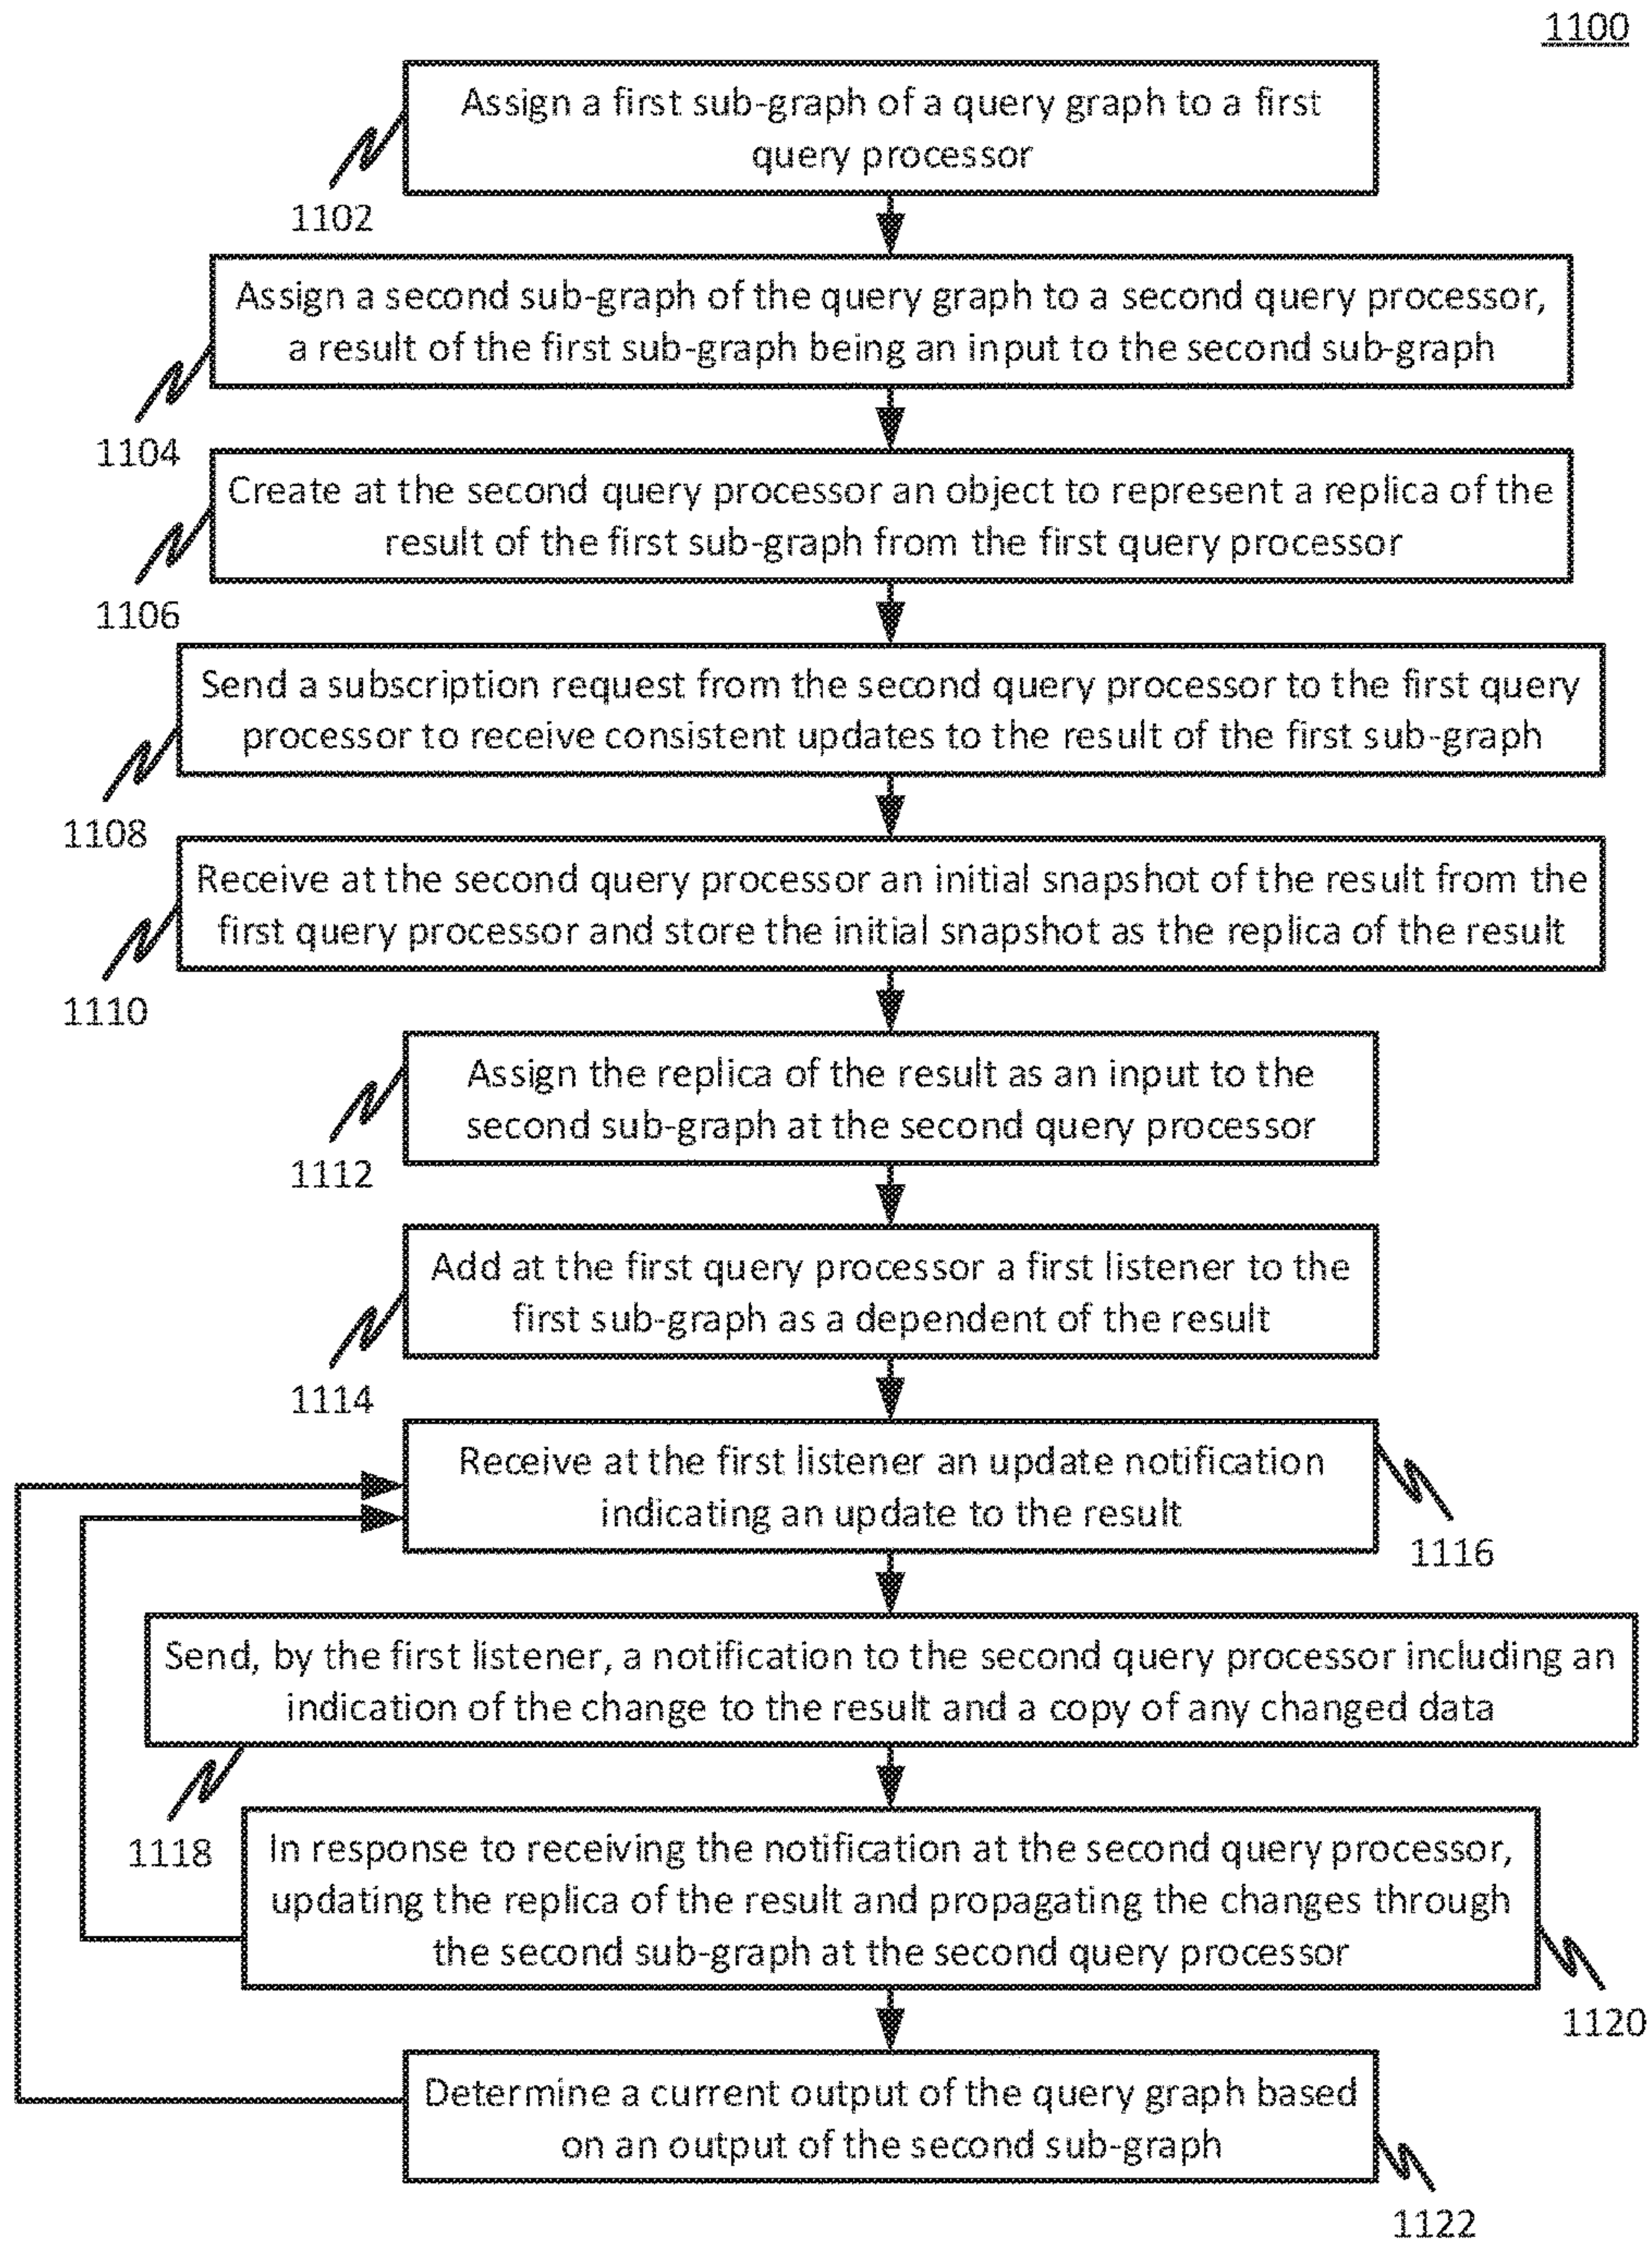 1100
Assign a first sub-graph of a query graph to a first
query processor
1102
Assign a second sub-graph of the query graph to a second query processor,
a result of the first sub-graph being an input to the second sub-graph
1104
Create at the second query processor an object to represent a replica of the
result of the first sub-graph from the first query processor
1106
Send a subscription request from the second query processor to the first query
processor to receive consistent updates to the result of the first sub-graph
1108
Receive at the second query processor an initial snapshot of the result from the
first query processor and store the initial snapshot as the replica of the result
1110
Assign the replica of the result as an input to the
second sub-graph at the second query processor
1112
Add at the first query processor a first listener to the
first sub-graph as a dependent of the result
1114
Receive at the first listener an update notification
indicating an update to the result
1116
Send, by the first listener, a notification to the second query processor including an
indication of the change to the result and a copy of any changed data
1118
In response to receiving the notification at the second query processor,
updating the replica of the result and propagating the changes through
the second sub-graph at the second query processor
1120
Determine a current output of the query graph based
on an output of the second sub-graph
1122